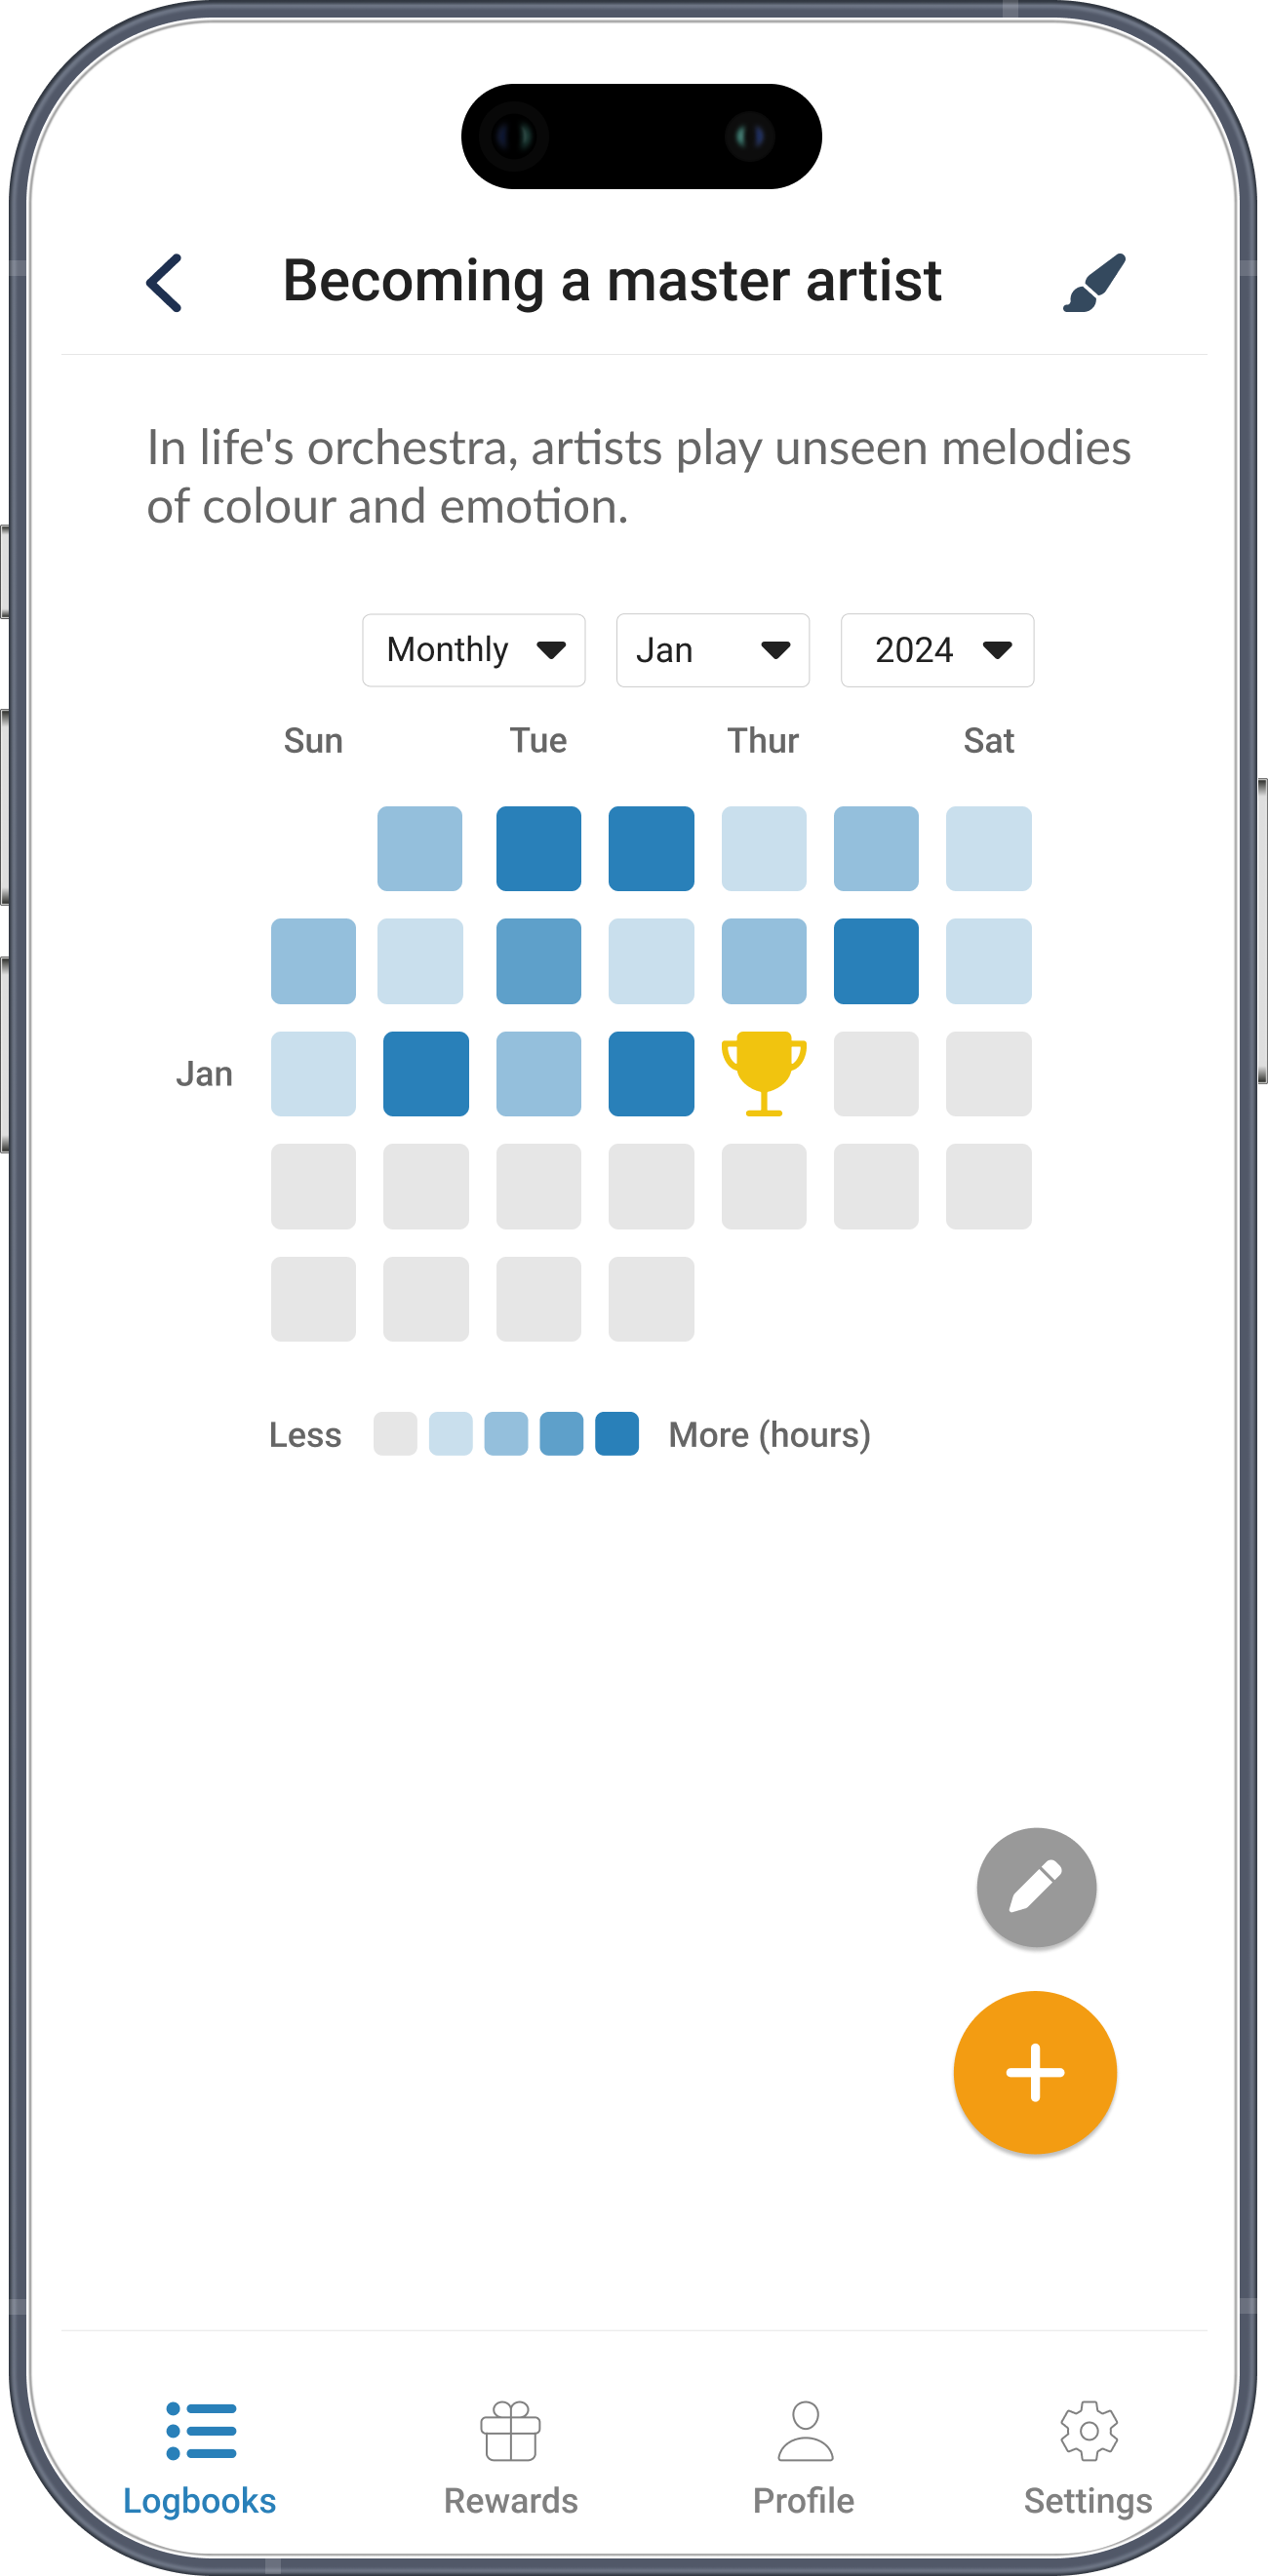 Becoming a master artist
In life's orchestra, artists play unseen melodies
of colour and emotion.
Monthly Jan 2024
Sun Tue Thur Sat
Jan
Less More (hours)
Logbooks Rewards Profile Settings